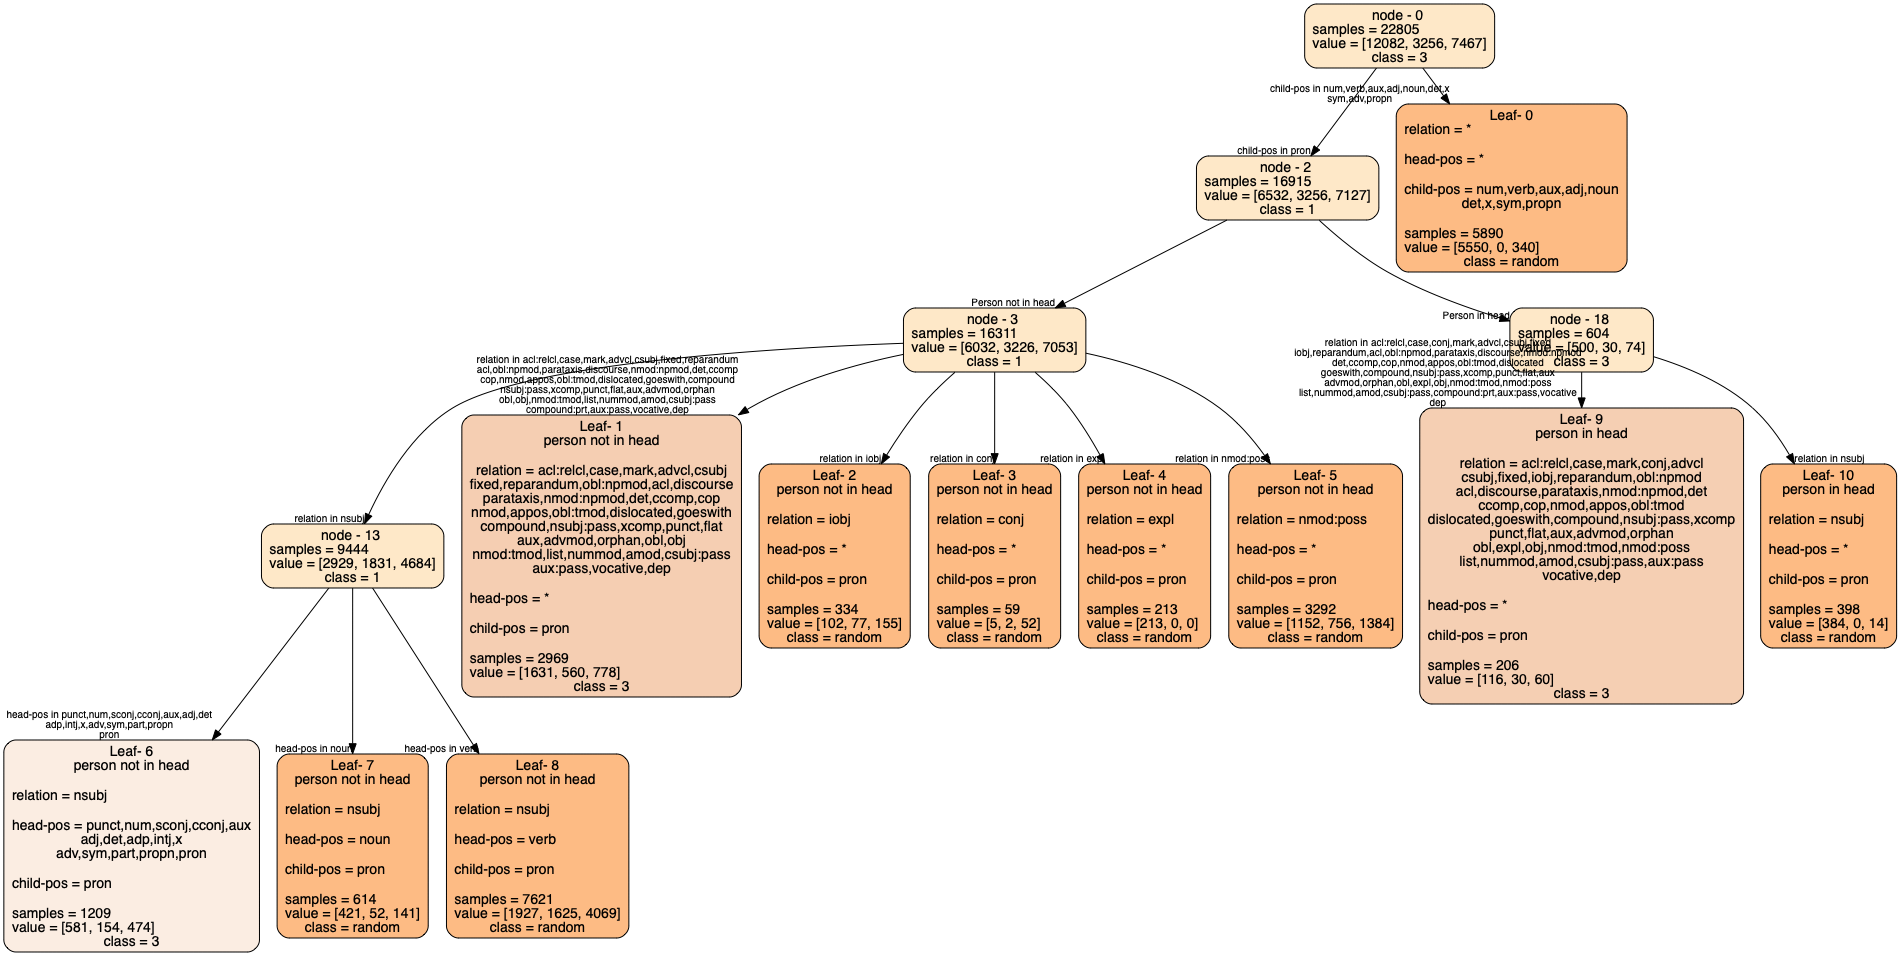 node - 0
samples = 22805
value = [12082, 3256, 7467]
class = 3
child-pos in num,verb,aux,adj,noun,det,x
sym,adv,propn
Leaf- 0
relation = *
head-pos = *
child-pos = num,verb,aux,adj,noun
det,x,sym,propn
samples = 5890
value = [5550, 0, 340]
class = random
child-pos in pron
node - 2
samples = 16915
value = [6532, 3256, 7127]
class = 1
Person not in head
node - 3
samples = 16311
value = [6032, 3226, 7053]
class = 1
Person in head
node - 18
samples = 604
value = [500, 30, 74]
class = 3
relation in acl:relcl,case,mark,advcl,csubj,fixed,reparandum
acl,obl:npmod,parataxis,discourse,nmod:npmod,det,ccomp
cop,nmod,appos,obl:tmod,dislocated,goeswith,compound
nsubj:pass,xcomp,punct,flat,aux,advmod,orphan
obl,obj,nmod:tmod,list,nummod,amod,csubj:pass
compound:prt,aux:pass,vocative,dep
Leaf- 1
person not in head
relation = acl:relcl,case,mark,advcl,csubj
fixed,reparandum,obl:npmod,acl,discourse
parataxis,nmod:npmod,det,ccomp,cop
nmod,appos,obl:tmod,dislocated,goeswith
compound,nsubj:pass,xcomp,punct,flat
aux,advmod,orphan,obl,obj
nmod:tmod,list,nummod,amod,csubj:pass
aux:pass,vocative,dep
head-pos = *
child-pos = pron
samples = 2969
value = [1631, 560, 778]
class = 3
relation in iobj
Leaf- 2
person not in head
relation = iobj
head-pos = *
child-pos = pron
samples = 334
value = [102, 77, 155]
class = random
relation in conj
Leaf- 3
person not in head
relation = conj
head-pos = *
child-pos = pron
samples = 59
value = [5, 2, 52]
class = random
relation in expl
Leaf- 4
person not in head
relation = expl
head-pos = *
child-pos = pron
samples = 213
value = [213, 0, 0]
class = random
relation in nmod:poss
Leaf- 5
person not in head
relation = nmod:poss
head-pos = *
child-pos = pron
samples = 3292
value = [1152, 756, 1384]
class = random
relation in acl:relcl,case,conj,mark,advcl,csubj,fixed
iobj,reparandum,acl,obl:npmod,parataxis,discourse,nmod:npmod
det,ccomp,cop,nmod,appos,obl:tmod,dislocated
goeswith,compound,nsubj:pass,xcomp,punct,flat,aux
advmod,orphan,obl,expl,obj,nmod:tmod,nmod:poss
list,nummod,amod,csubj:pass,compound:prt,aux:pass,vocative
dep
Leaf- 9
person in head
relation = acl:relcl,case,mark,conj,advcl
csubj,fixed,iobj,reparandum,obl:npmod
acl,discourse,parataxis,nmod:npmod,det
ccomp,cop,nmod,appos,obl:tmod
dislocated,goeswith,compound,nsubj:pass,xcomp
punct,flat,aux,advmod,orphan
obl,expl,obj,nmod:tmod,nmod:poss
list,nummod,amod,csubj:pass,aux:pass
vocative,dep
head-pos = *
child-pos = pron
samples = 206
value = [116, 30, 60]
class = 3
relation in nsubj
Leaf- 10
person in head
relation = nsubj
head-pos = *
child-pos = pron
samples = 398
value = [384, 0, 14]
class = random
relation in nsubj
node - 13
samples = 9444
value = [2929, 1831, 4684]
class = 1
head-pos in punct,num,sconj,cconj,aux,adj,det
adp,intj,x,adv,sym,part,propn
pron
Leaf- 6
person not in head
relation = nsubj
head-pos = punct,num,sconj,cconj,aux
adj,det,adp,intj,x
adv,sym,part,propn,pron
child-pos = pron
samples = 1209
value = [581, 154, 474]
class = 3
head-pos in noun
Leaf- 7
person not in head
relation = nsubj
head-pos = noun
child-pos = pron
samples = 614
value = [421, 52, 141]
class = random
head-pos in verb
Leaf- 8
person not in head
relation = nsubj
head-pos = verb
child-pos = pron
samples = 7621
value = [1927, 1625, 4069]
class = random